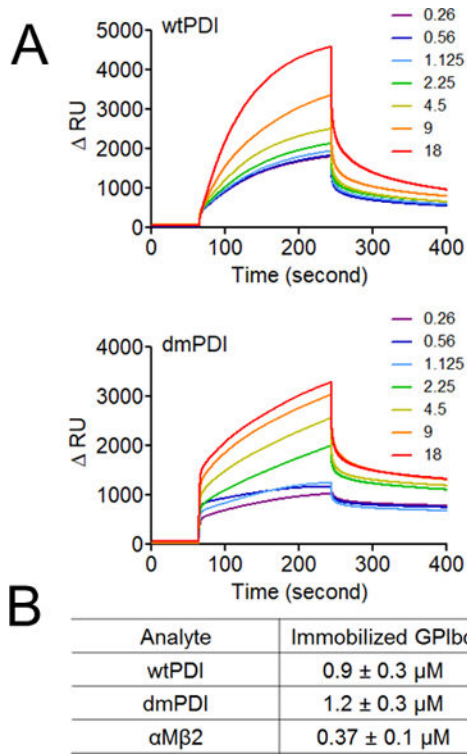 A
wtPDI
5000
4000
3000
2000
1000
0
Δ RU
0 100 200 300 400
Time (second)
0.26
0.56
1.125
2.25
4.5
9
18
dmPDI
4000
3000
2000
1000
0
Δ RU
0 100 200 300 400
Time (second)
0.26
0.56
1.125
2.25
4.5
9
18
B
Analyte Immobilized
wtPDI 0.9 ± 0.3 µM
dmPDI 1.2 ± 0.3 µM
αMβ2 0.37 ± 0.1 µM